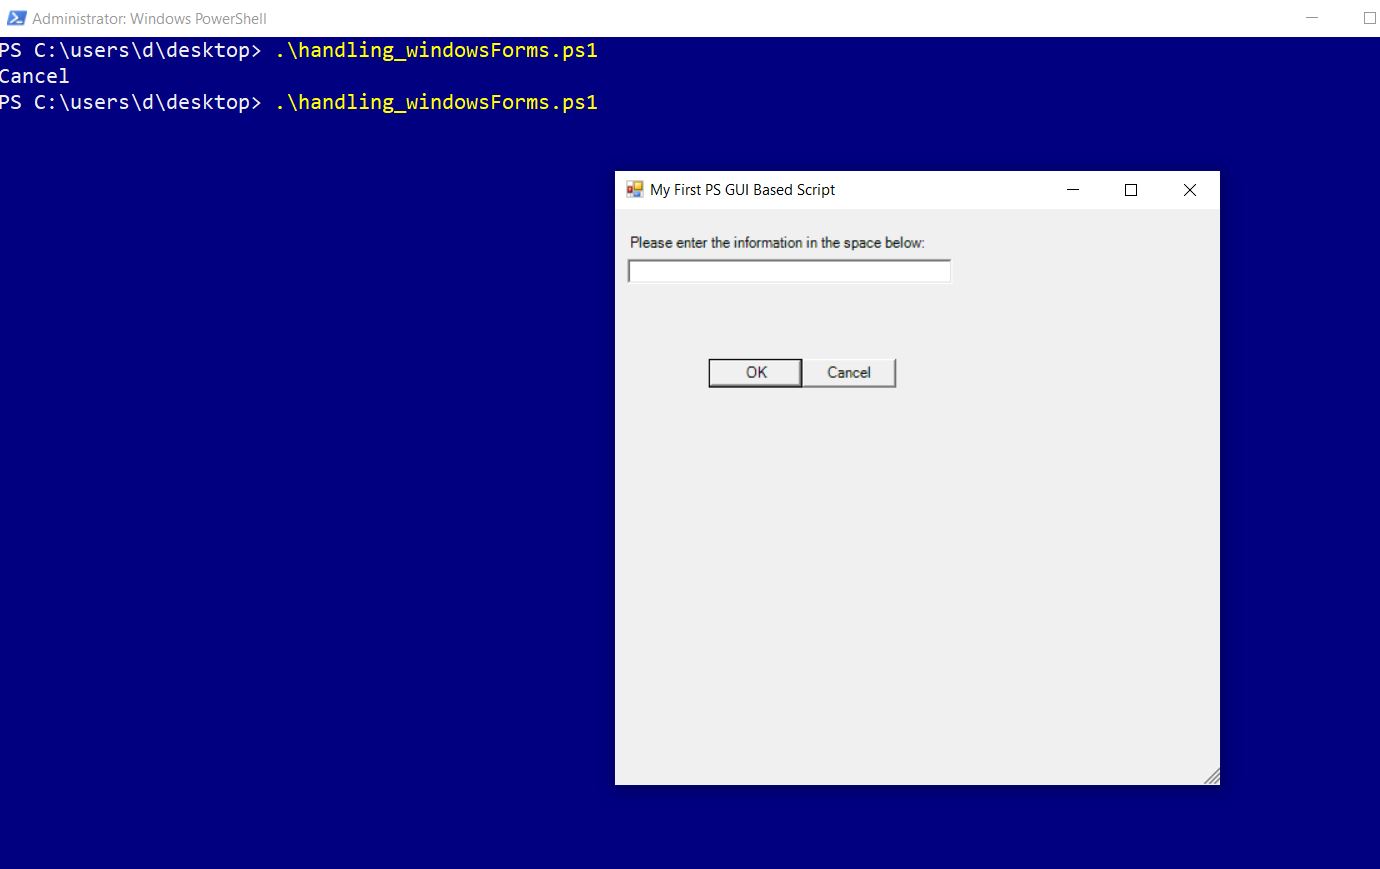 Administrator: Windows PowerShell
PS C:\users\d\desktop> .\handling_windowsForms.ps1
Cancel
PS C:\users\d\desktop> .\handling_windowsForms.ps1
My First PS GUI Based Script
Please enter the information in the space below:
OK
Cancel